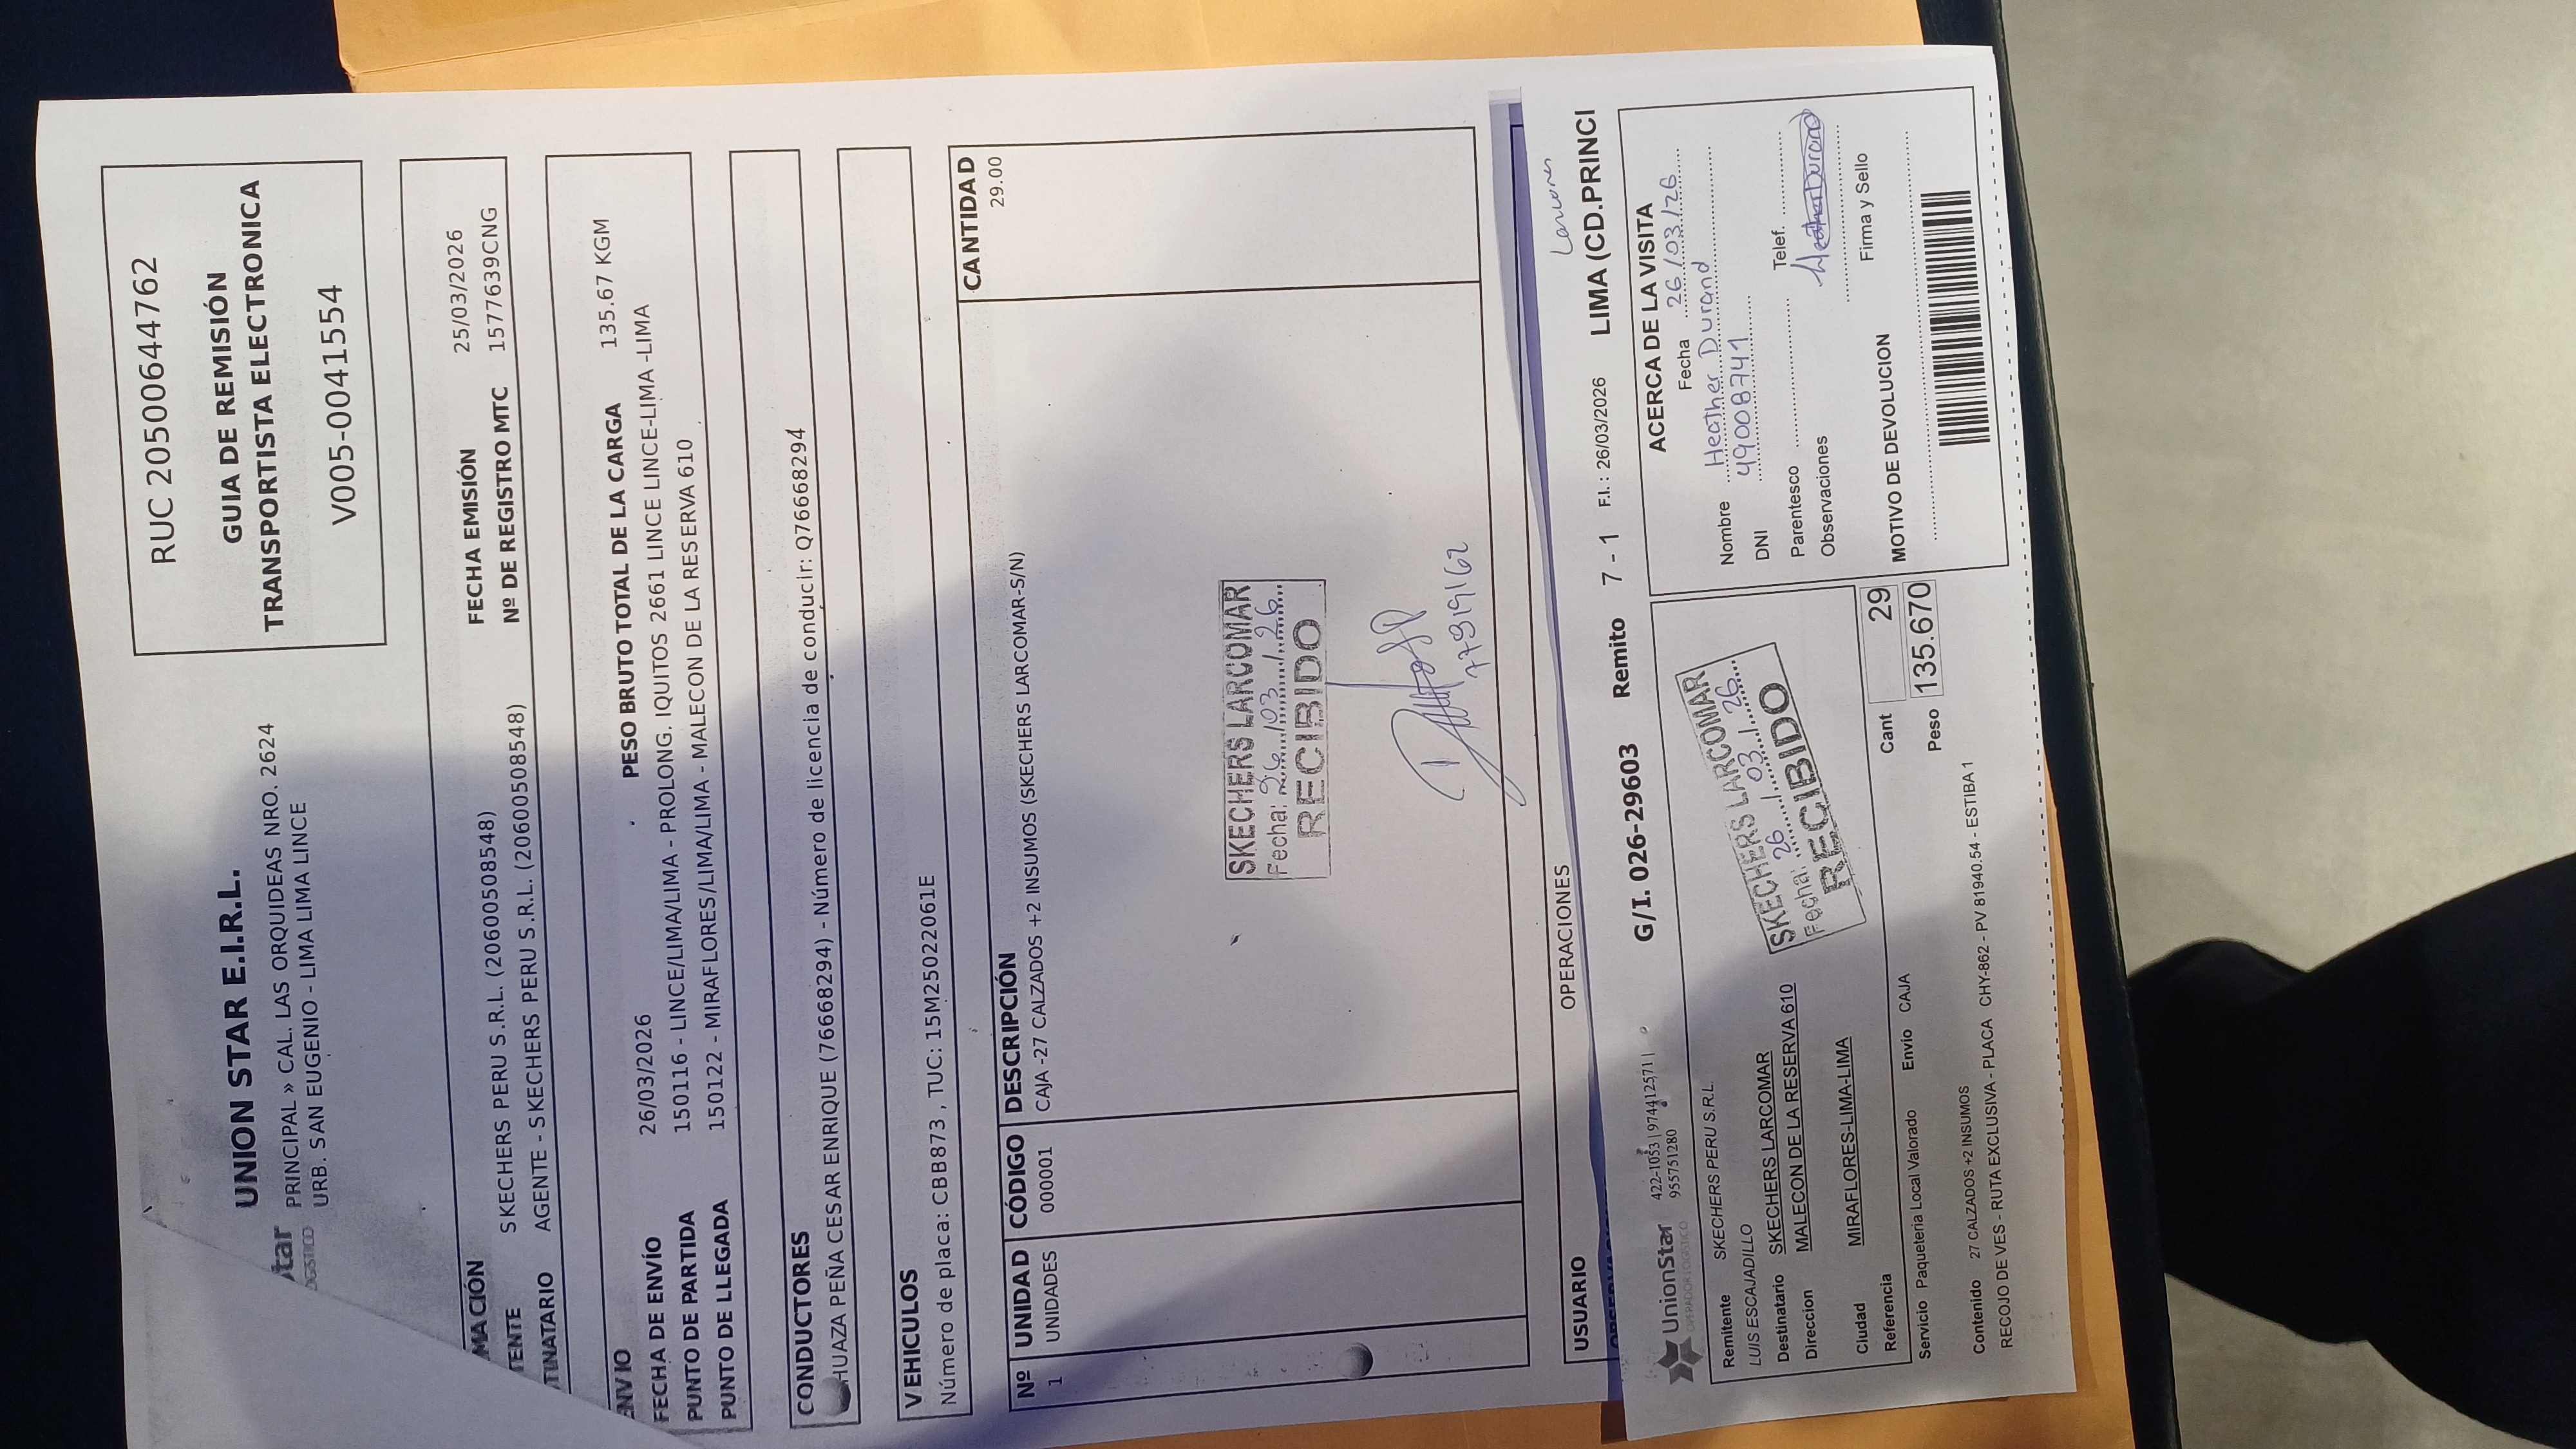 RUC 20500644762
GUIA DE REMISIÓN
TRANSPORTISTA ELECTRONICA
V005-0041554
UNION STAR E.I.R.L.
PRINCIPAL » CAL. LAS ORQUIDEAS NRO. 2624
URB. SAN EUGENIO - LIMA LIMA LINCE
FECHA EMISIÓN 25/03/2026
Nº DE REGISTRO MTC 1577639CNG
SKECHERS PERU S.R.L. (20600508548)
AGENTE - SKECHERS PERU S.R.L. (20600508548)
FECHA DE ENVÍO 26/03/2026 PESO BRUTO TOTAL DE LA CARGA 135.67 KGM
PUNTO DE PARTIDA 150116 - LINCE/LIMA/LIMA - PROLONG. IQUITOS 2661 LINCE LINCE-LIMA -LIMA
PUNTO DE LLEGADA 150122 - MIRAFLORES/LIMA/LIMA - MALECON DE LA RESERVA 610
CONDUCTORES
HUAZA PEÑA CESAR ENRIQUE (76668294) - Número de licencia de conducir: Q76668294
VEHICULOS
Número de placa: CBB873 , TUC: 15M25022061E
Nº UNIDAD CÓDIGO DESCRIPCIÓN CANTIDAD
1 UNIDADES 000001 CAJA -27 CALZADOS +2 INSUMOS (SKECHERS LARCOMAR-S/N) 29.00
SKECHERS LARCOMAR
Fecha: 26/03/26
RECIBIDO
77319162
USUARIO OPERACIONES
UnionStar
OPERADOR LOGISTICO
422-1053 | 974412571 |
955751280
G/I. 026-29603 Remito 7 - 1 F.I. : 26/03/2026 LIMA (CD.PRINCI
Remitente SKECHERS PERU S.R.L.
LUIS ESCAJADILLO
Destinatario SKECHERS LARCOMAR
Direccion MALECON DE LA RESERVA 610
Ciudad MIRAFLORES-LIMA-LIMA
Referencia
Servicio Paqueteria Local Valorado Envio CAJA
Cant 29
Peso 135.670
Contenido 27 CALZADOS +2 INSUMOS
RECOJO DE VES - RUTA EXCLUSIVA - PLACA CHY-862 - PV 81940.54 - ESTIBA 1
SKECHERS LARCOMAR
Fecha: 26/03/26
RECIBIDO
ACERCA DE LA VISITA
Fecha 26/03/26
Nombre Heather Durand
DNI 49008741
Parentesco Telef.
Observaciones Heather Durand
Firma y Sello
MOTIVO DE DEVOLUCION